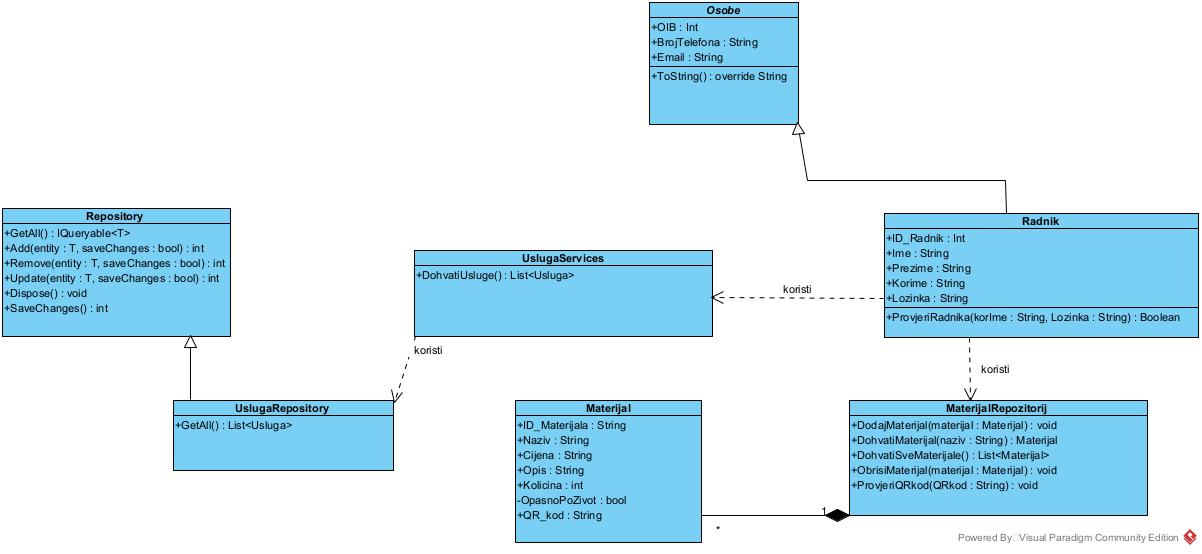 Osobe
+OIB : Int
+BrojTelefona : String
+Email : String
+ToString() : override String
Repository
+GetAll() : IQueryable<T>
+Add(entity : T, saveChanges : bool) : int
+Remove(entity : T, saveChanges : bool) : int
+Update(entity : T, saveChanges : bool) : int
+Dispose() : void
+SaveChanges() : int
UslugaServices
+DohvatiUsluge() : List<Usluga>
koristi
Radnik
+ID_Radnik : Int
+Ime : String
+Prezime : String
+Korime : String
+Lozinka : String
+ProvjeriRadnika(korIme : String, Lozinka : String) : Boolean
koristi
koristi
UslugaRepository
+GetAll() : List<Usluga>
Materijal
+ID_Materijala : String
+Naziv : String
+Cijena : String
+Opis : String
+Kolicina : int
-OpasnoPoZivot : bool
+QR_kod : String
MaterijalRepozitorij
+DodajMaterijal(materijal : Materijal) : void
+DohvatiMaterijal(naziv : String) : Materijal
+DohvatiSveMaterijale() : List<Materijal>
+ObrisiMaterijal(materijal : Materijal) : void
+ProvjeriQRkod(QRkod : String) : void
1
*
Powered By Visual Paradigm Community Edition